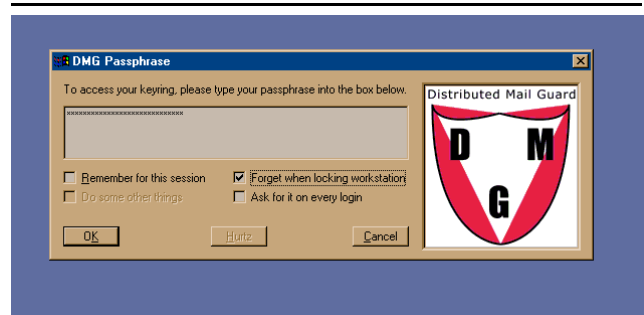 DMG Passphrase
To access your keyring, please type your passphrase into the box below.
****************************
Remember for this session
Forget when locking workstation
Do some other things
Ask for it on every login
OK
Hurtz
Cancel
Distributed Mail Guard
D M
G